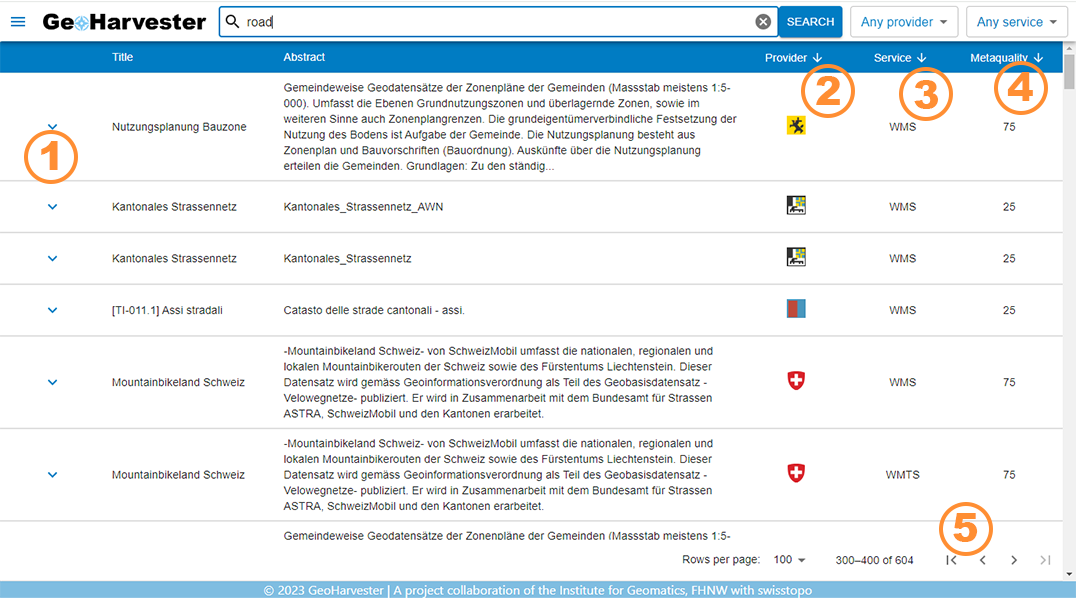 GeoHarvester road SEARCH Any provider Any service
Title Abstract Provider Service Metaquality
1 2 3 4 5
Nutzungsplanung Bauzone
Gemeindeweise Geodatensätze der Zonenpläne der Gemeinden (Massstab meistens 1:5-
000). Umfasst die Ebenen Grundnutzungszonen und überlagernde Zonen, sowie im
weiteren Sinne auch Zonenplangrenzen. Die grundeigentümerverbindliche Festsetzung der
Nutzung des Bodens ist Aufgabe der Gemeinde. Die Nutzungsplanung besteht aus
Zonenplan und Bauvorschriften (Bauordnung). Auskünfte über die Nutzungsplanung
erteilen die Gemeinden. Grundlagen: Zu den ständig...
WMS 75
Kantonales Strassennetz Kantonales_Strassennetz_AWN WMS 25
Kantonales Strassennetz Kantonales_Strassennetz WMS 25
[TI-011.1] Assi stradali Catasto delle strade cantonali - assi. WMS 25
Mountainbikeland Schweiz
-Mountainbikeland Schweiz- von SchweizMobil umfasst die nationalen, regionalen und
lokalen Mountainbikerouten der Schweiz sowie des Fürstentums Liechtenstein. Dieser
Datensatz wird gemäss Geoinformationsverordnung als Teil des Geobasisdatensatz -
Velowegnetze- publiziert. Er wird in Zusammenarbeit mit dem Bundesamt für Strassen
ASTRA, SchweizMobil und den Kantonen erarbeitet.
WMS 75
Mountainbikeland Schweiz
-Mountainbikeland Schweiz- von SchweizMobil umfasst die nationalen, regionalen und
lokalen Mountainbikerouten der Schweiz sowie des Fürstentums Liechtenstein. Dieser
Datensatz wird gemäss Geoinformationsverordnung als Teil des Geobasisdatensatz -
Velowegnetze- publiziert. Er wird in Zusammenarbeit mit dem Bundesamt für Strassen
ASTRA, SchweizMobil und den Kantonen erarbeitet.
WMTS 75
Gemeindeweise Geodatensätze der Zonenpläne der Gemeinden (Massstab meistens 1:5-
Rows per page: 100 300–400 of 604
© 2023 GeoHarvester | A project collaboration of the Institute for Geomatics, FHNW with swisstopo